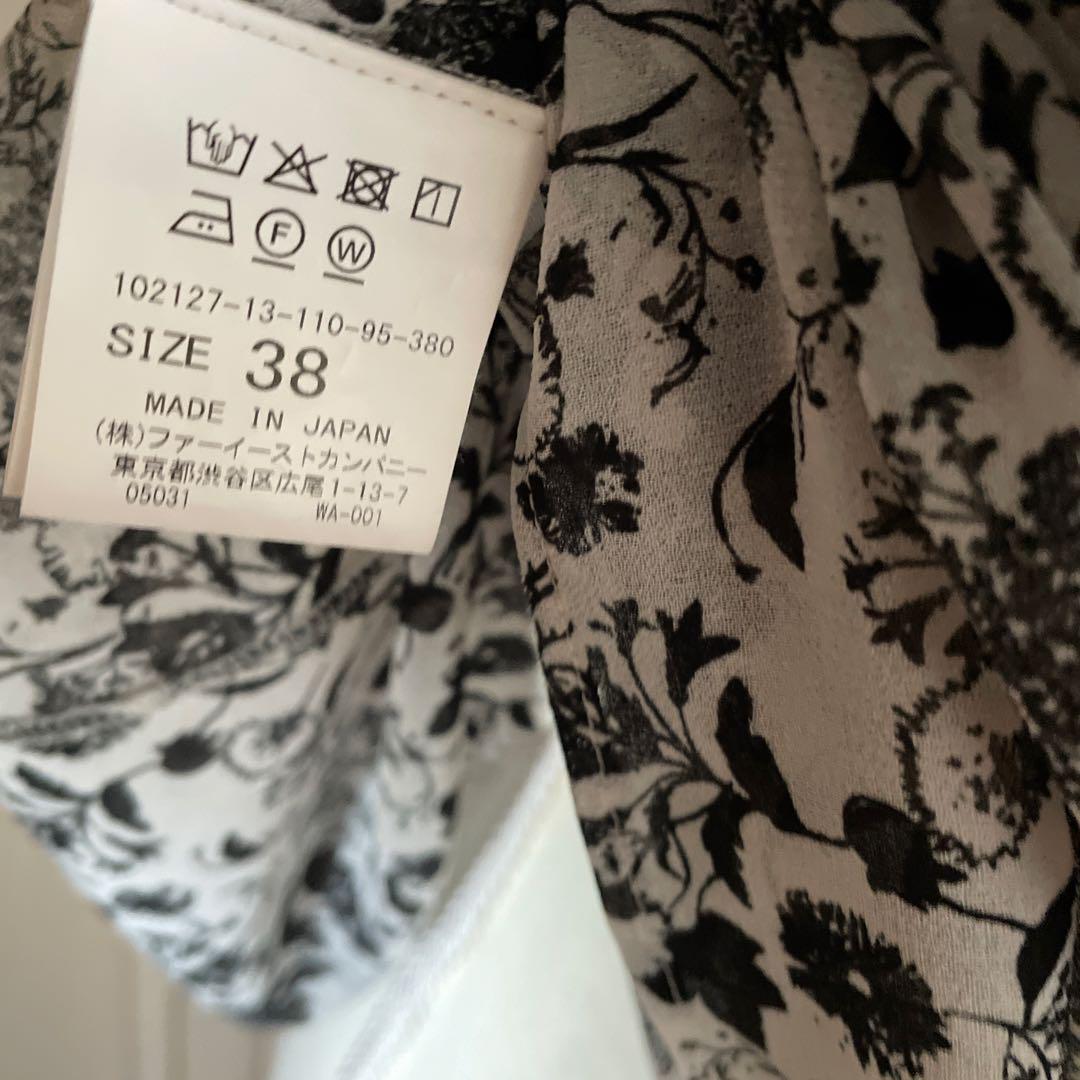 F W
102127-13-110-95-380
SIZE 38
MADE IN JAPAN
(株)ファーイーストカンパニー
東京都渋谷区広尾1-13-7
05031 WA-001